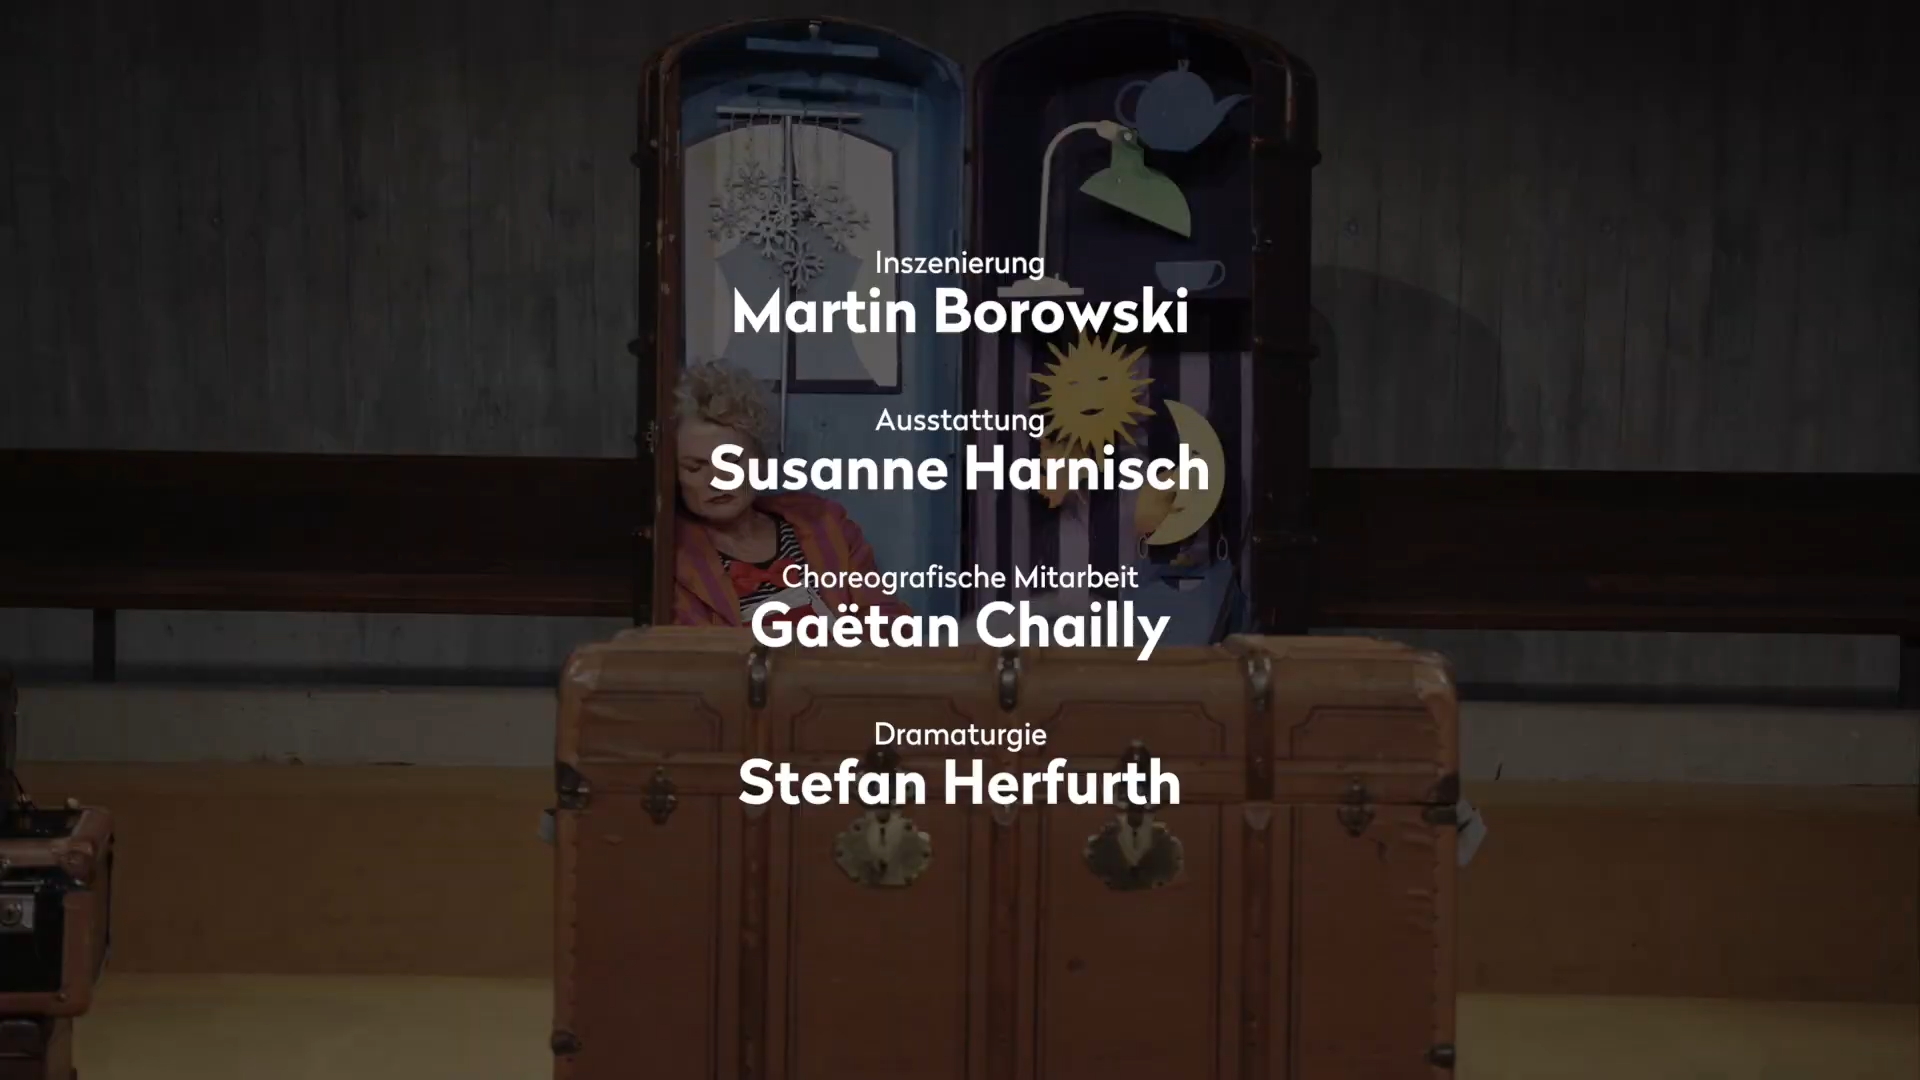 Inszenierung
Martin Borowski
Ausstattung
Susanne Harnisch
Choreografische Mitarbeit
Gaëtan Chailly
Dramaturgie
Stefan Herfurth